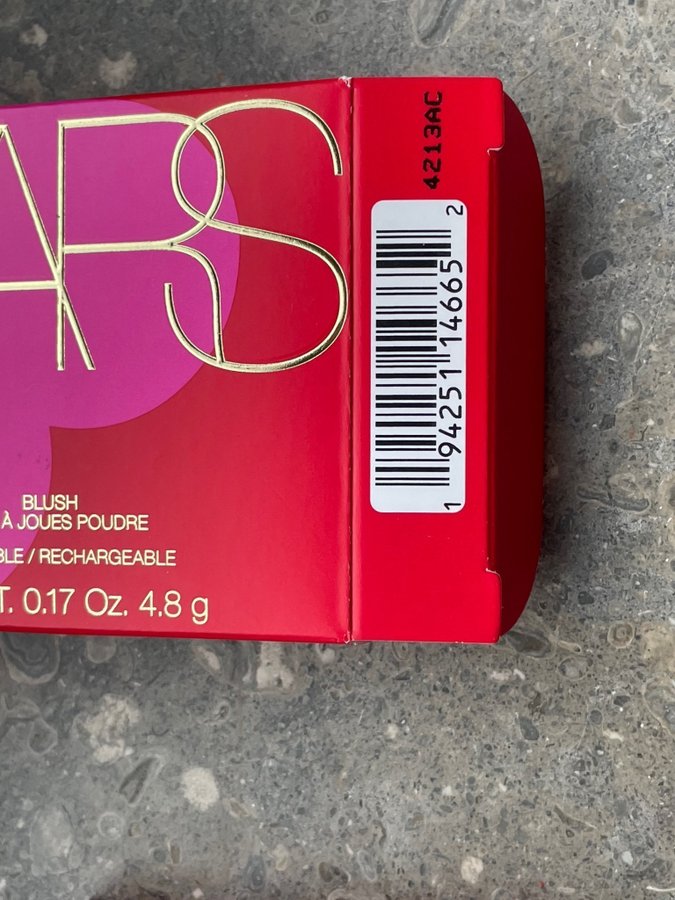 ARS
BLUSH
À JOUES POUDRE
BLE / RECHARGEABLE
T. 0.17 Oz. 4.8 g
4213AC
1 94251 14665 2